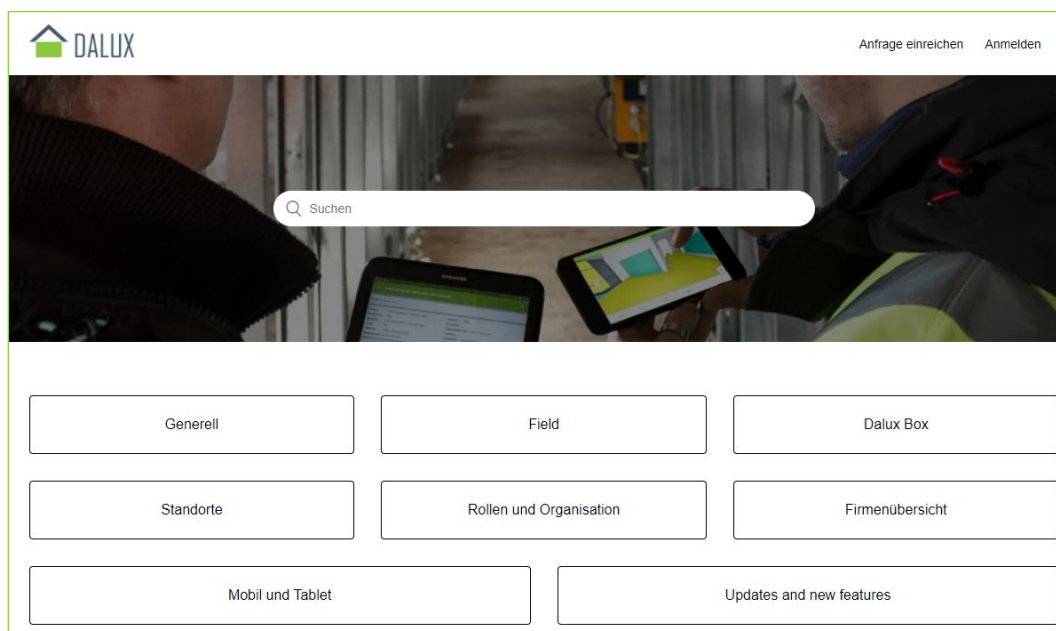 DALUX
Anfrage einreichen Anmelden
Suchen
SAMSUNG
Generell Field Dalux Box
Standorte Rollen und Organisation Firmenübersicht
Mobil und Tablet Updates and new features